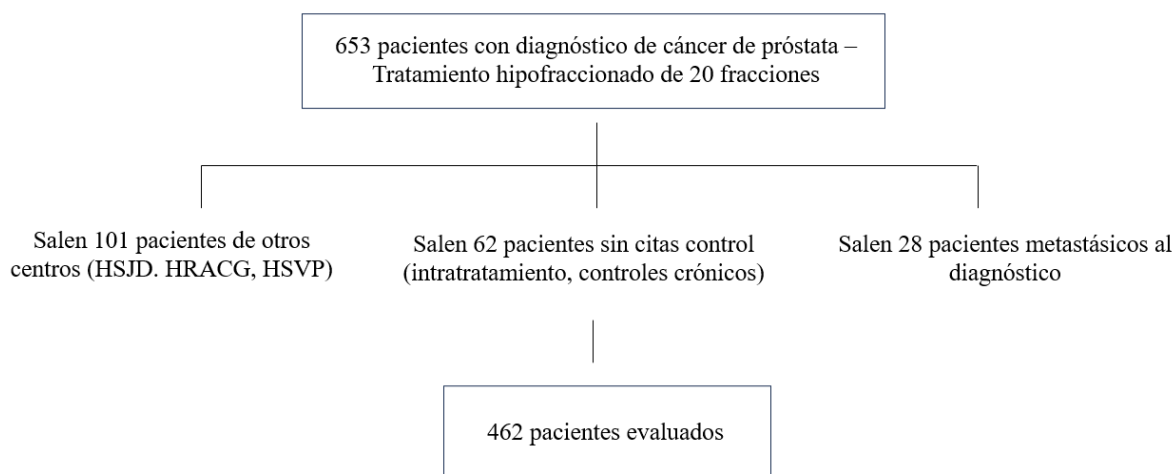 653 pacientes con diagnóstico de cáncer de próstata –
Tratamiento hipofraccionado de 20 fracciones
Salen 101 pacientes de otros
centros (HSJD. HRACG, HSVP)
Salen 62 pacientes sin citas control
(intratratamiento, controles crónicos)
Salen 28 pacientes metastásicos al
diagnóstico
462 pacientes evaluados